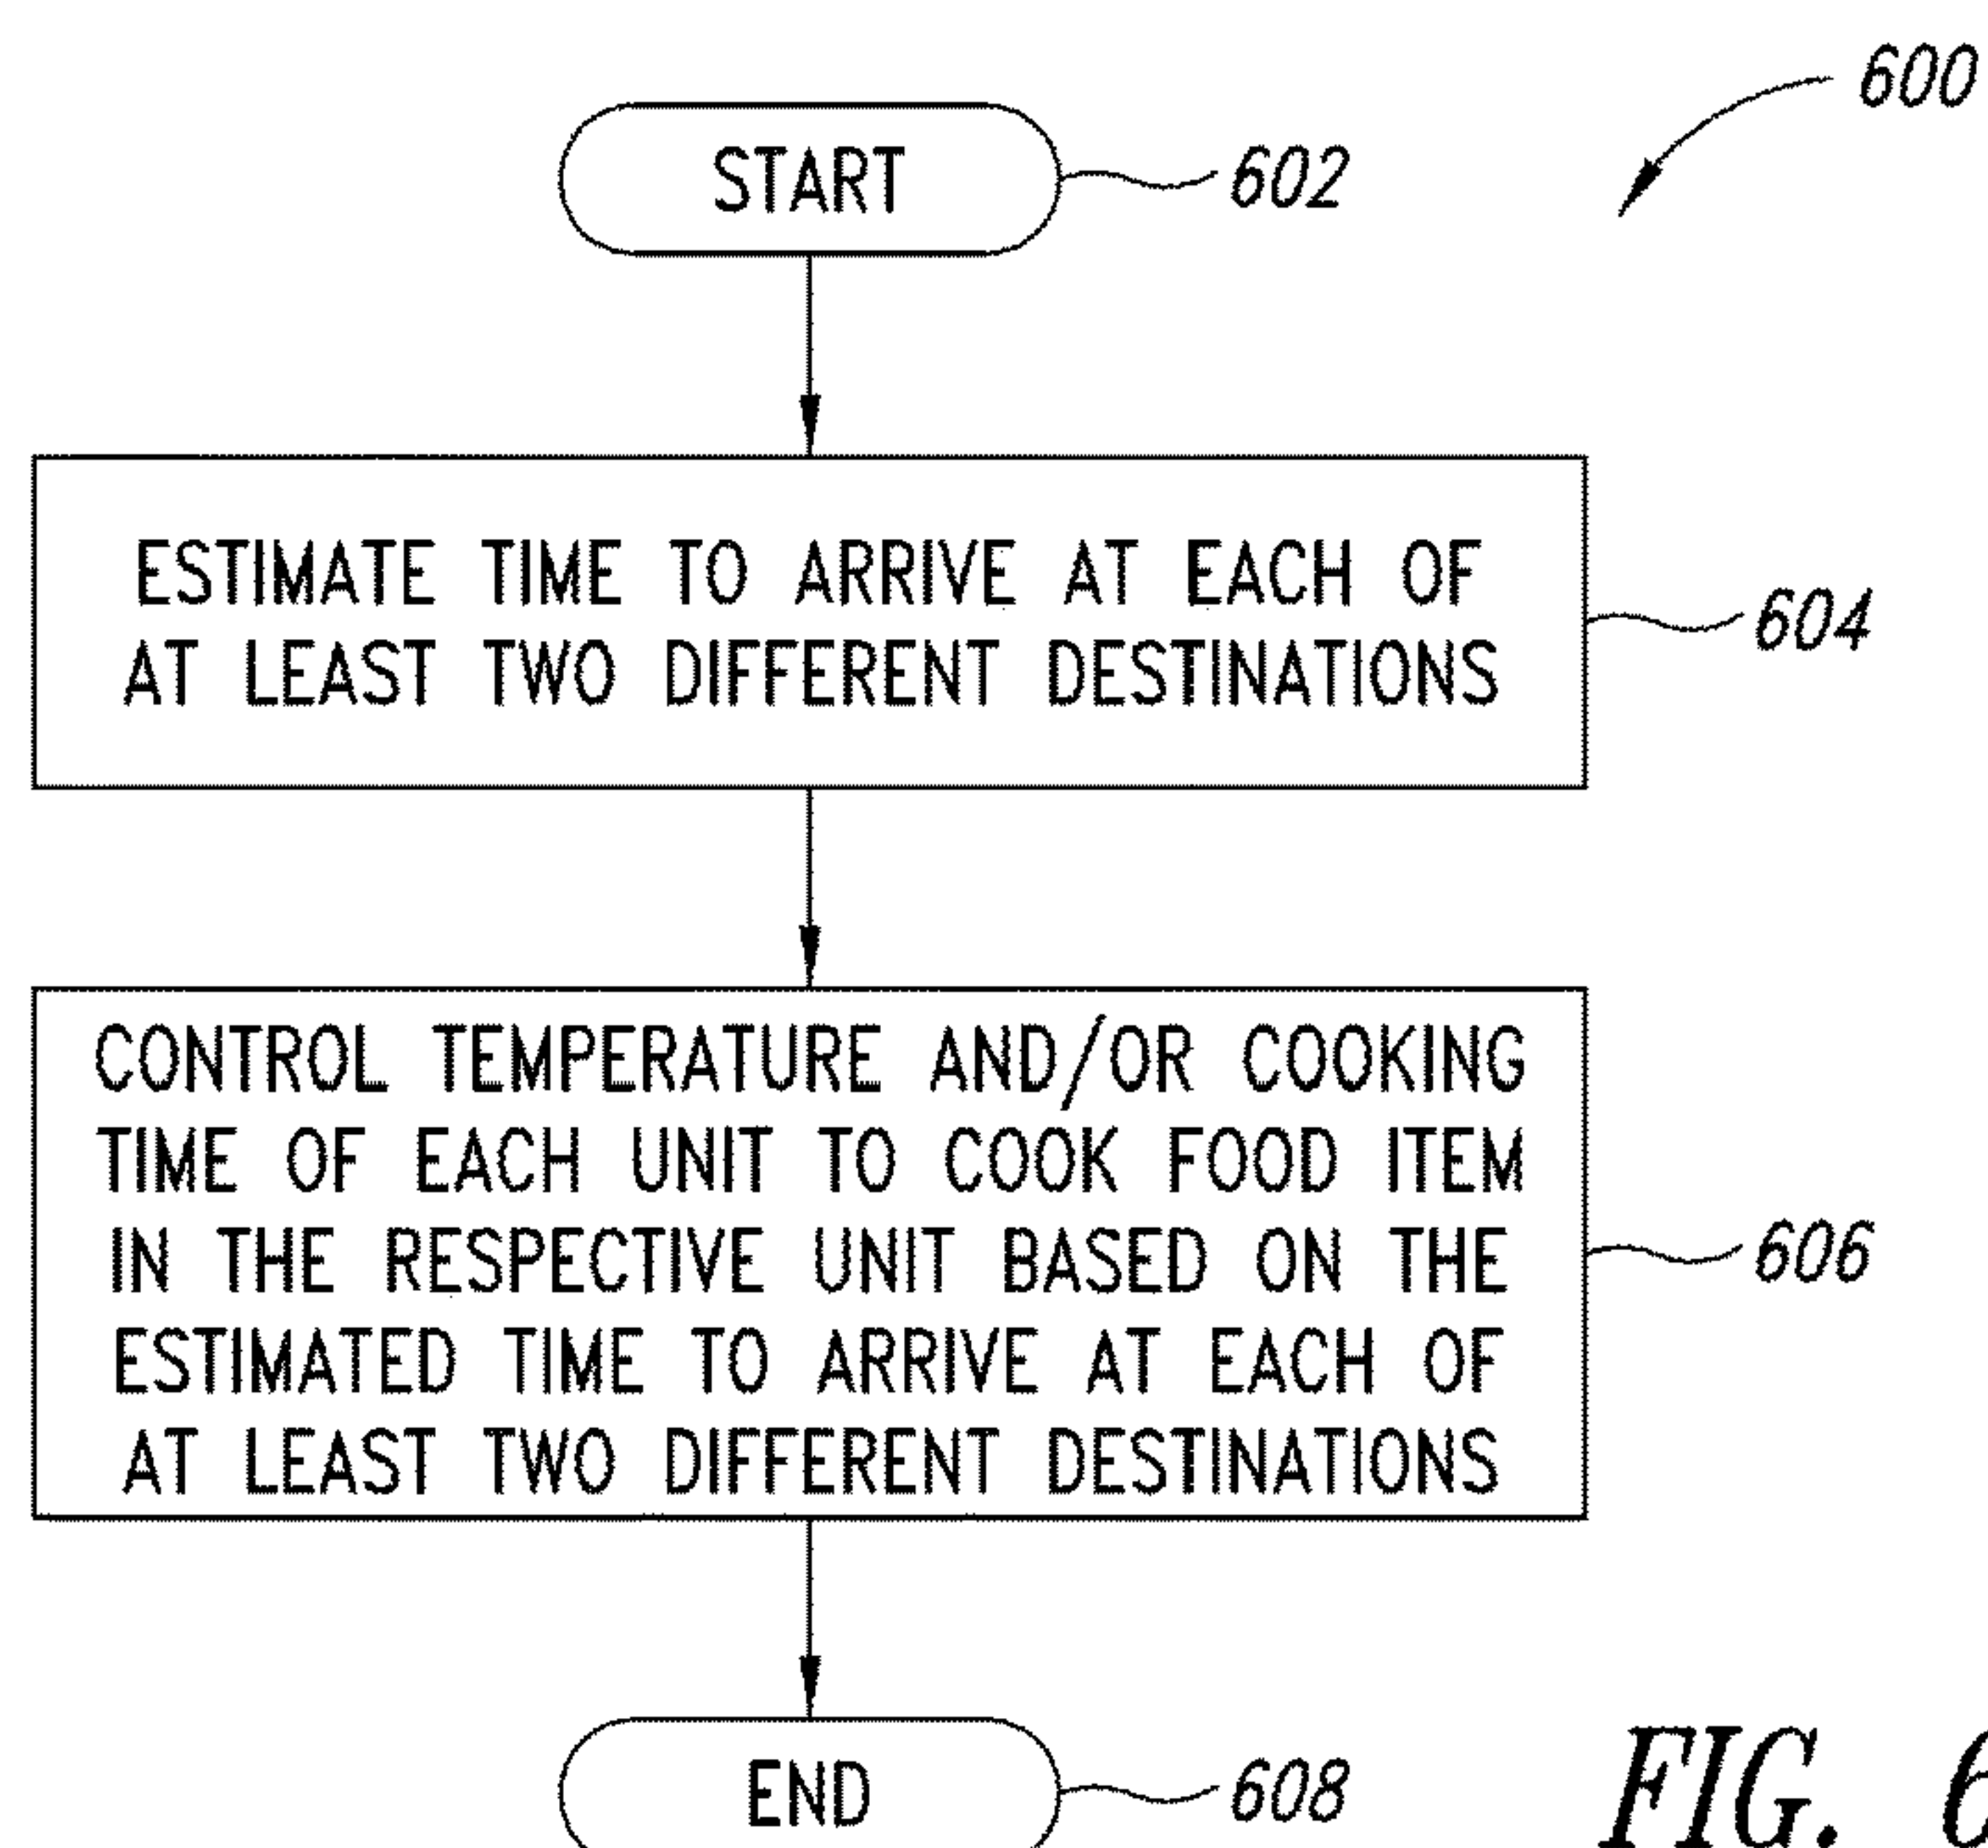 600
START
602
ESTIMATE TIME TO ARRIVE AT EACH OF
AT LEAST TWO DIFFERENT DESTINATIONS
604
CONTROL TEMPERATURE AND/OR COOKING
TIME OF EACH UNIT TO COOK FOOD ITEM
IN THE RESPECTIVE UNIT BASED ON THE
ESTIMATED TIME TO ARRIVE AT EACH OF
AT LEAST TWO DIFFERENT DESTINATIONS
606
END
608
FIG. 6